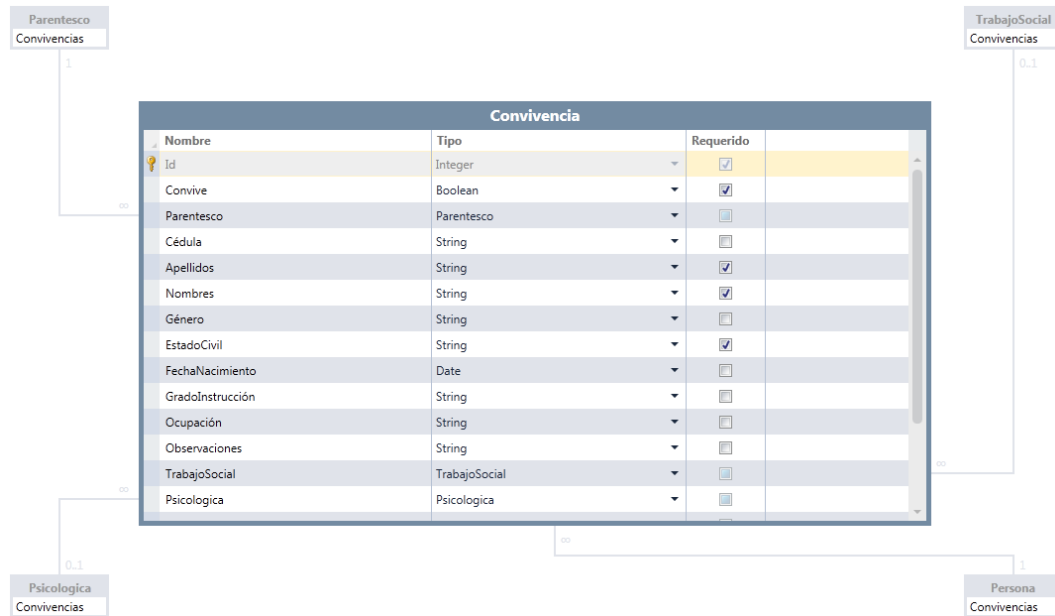 Parentesco
Convivencias
TrabajoSocial
Convivencias
1
0..1
Convivencia
Nombre Tipo Requerido
Id Integer
Convive Boolean
∞
Parentesco Parentesco
Cédula String
Apellidos String
Nombres String
Género String
EstadoCivil String
FechaNacimiento Date
GradoInstrucción String
Ocupación String
Observaciones String
∞
TrabajoSocial TrabajoSocial
∞
Psicologica Psicologica
∞
0..1
1
Psicologica
Convivencias
Persona
Convivencias